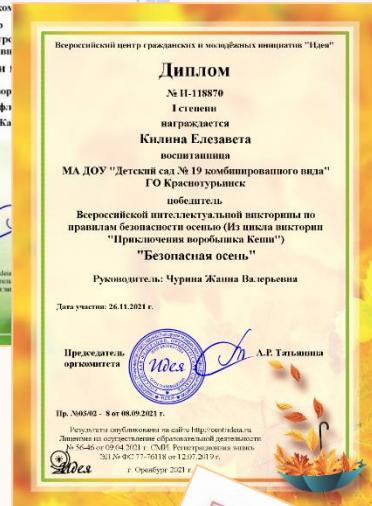 Всероссийский центр гражданских и молодёжных инициатив "Идея"
Диплом
№ И-118870
I степени
награждается
Килина Елезавета
воспитанница
МА ДОУ "Детский сад № 19 комбинированного вида"
ГО Краснотурьинск
победитель
Всероссийской интеллектуальной викторины по
правилам безопасности осенью (Из цикла викторин
"Приключения воробышка Кеши")
"Безопасная осень"
Руководитель: Чурина Жанна Валерьевна
Дата участия: 26.11.2021 г.
Председатель
оргкомитета
Идея
А.Р. Татьянина
Пр. №03/02 - 8 от 08.09.2021 г.
Результаты опубликованы на сайте http://centrideia.ru
Лицензия на осуществление образовательной деятельности
№ 56-46 от 09.04.2021 г. СМИ. Регистрационная запись
ЭЛ № ФС 77-76118 от 12.07.2019 г.
Идея
г. Оренбург 2021 г.